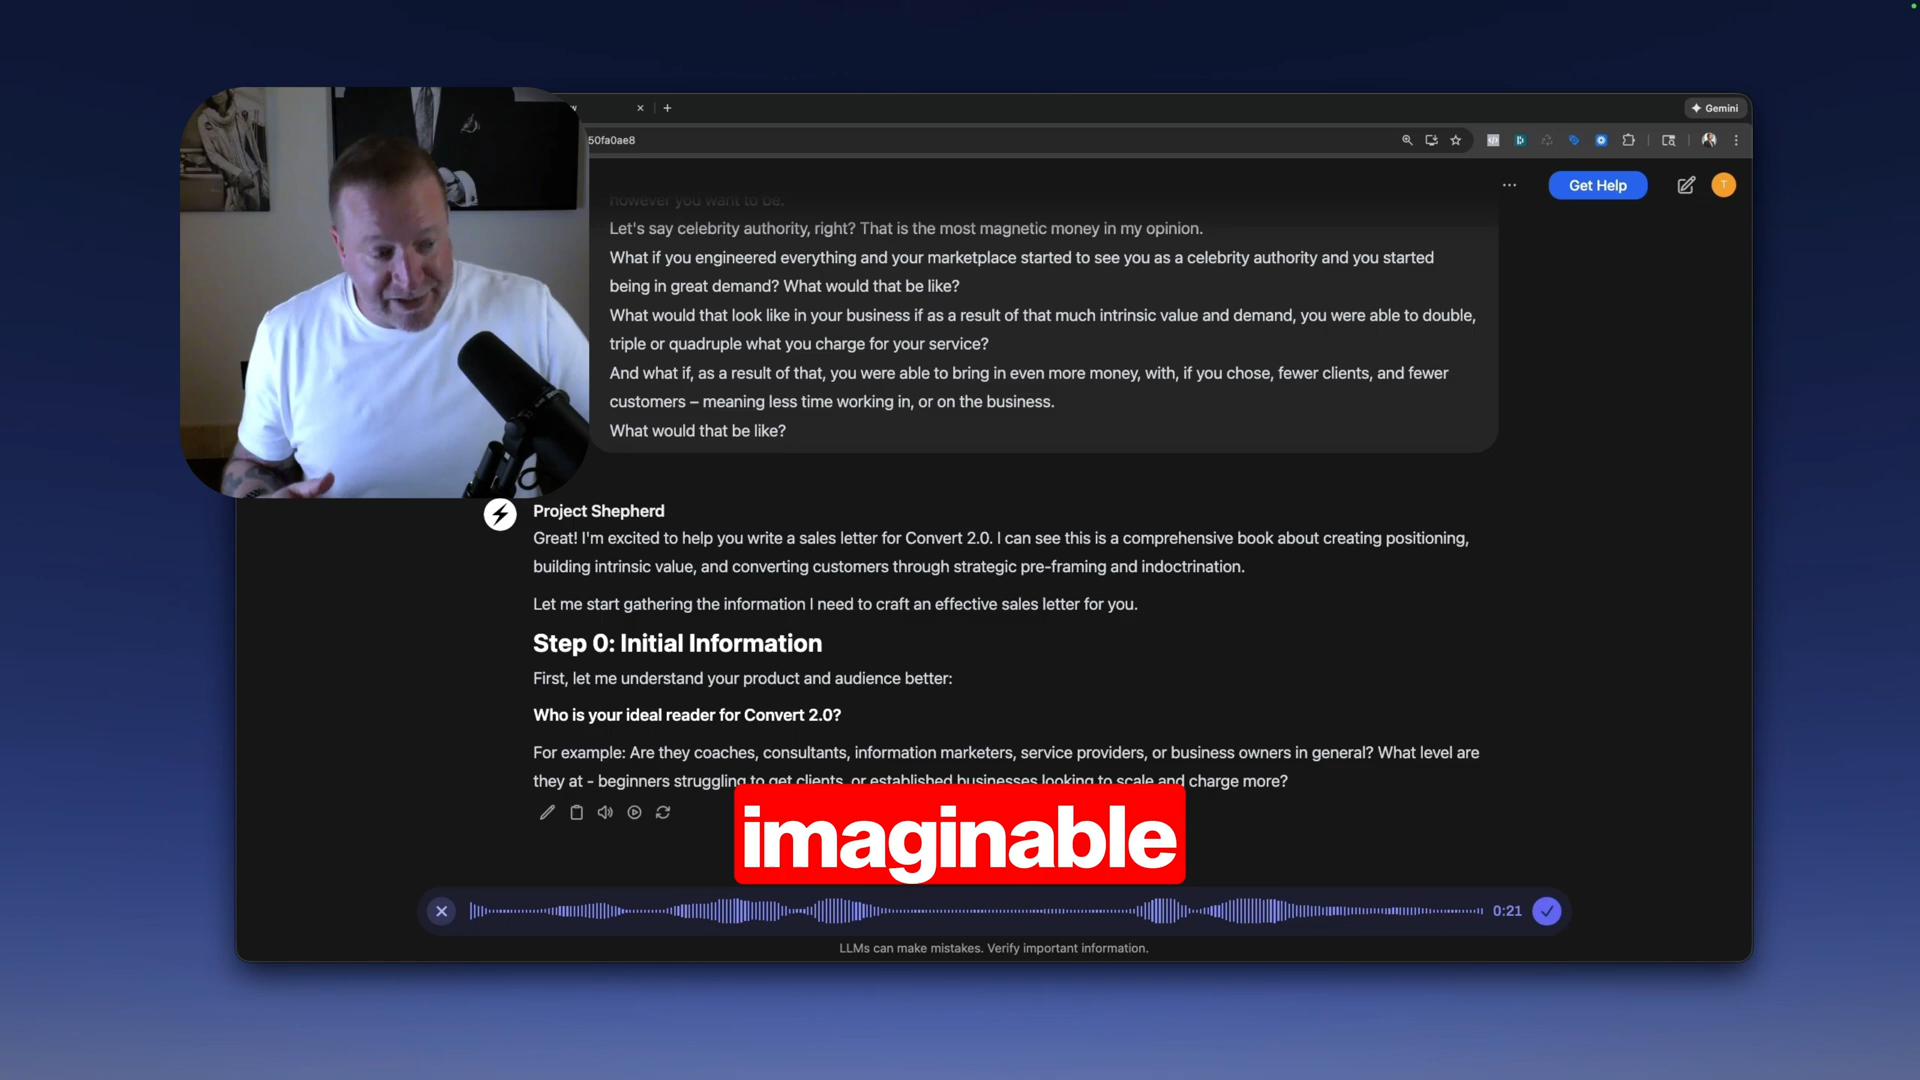 Gemini
50fa0ae8
Get Help
T
however you want to be.
Let's say celebrity authority, right? That is the most magnetic money in my opinion.
What if you engineered everything and your marketplace started to see you as a celebrity authority and you started
being in great demand? What would that be like?
What would that look like in your business if as a result of that much intrinsic value and demand, you were able to double,
triple or quadruple what you charge for your service?
And what if, as a result of that, you were able to bring in even more money, with, if you chose, fewer clients, and fewer
customers – meaning less time working in, or on the business.
What would that be like?
Project Shepherd
Great! I'm excited to help you write a sales letter for Convert 2.0. I can see this is a comprehensive book about creating positioning,
building intrinsic value, and converting customers through strategic pre-framing and indoctrination.
Let me start gathering the information I need to craft an effective sales letter for you.
Step 0: Initial Information
First, let me understand your product and audience better:
Who is your ideal reader for Convert 2.0?
For example: Are they coaches, consultants, information marketers, service providers, or business owners in general? What level are
they at - beginners struggling to get clients, or established businesses looking to scale and charge more?
imaginable
0:21
LLMs can make mistakes. Verify important information.